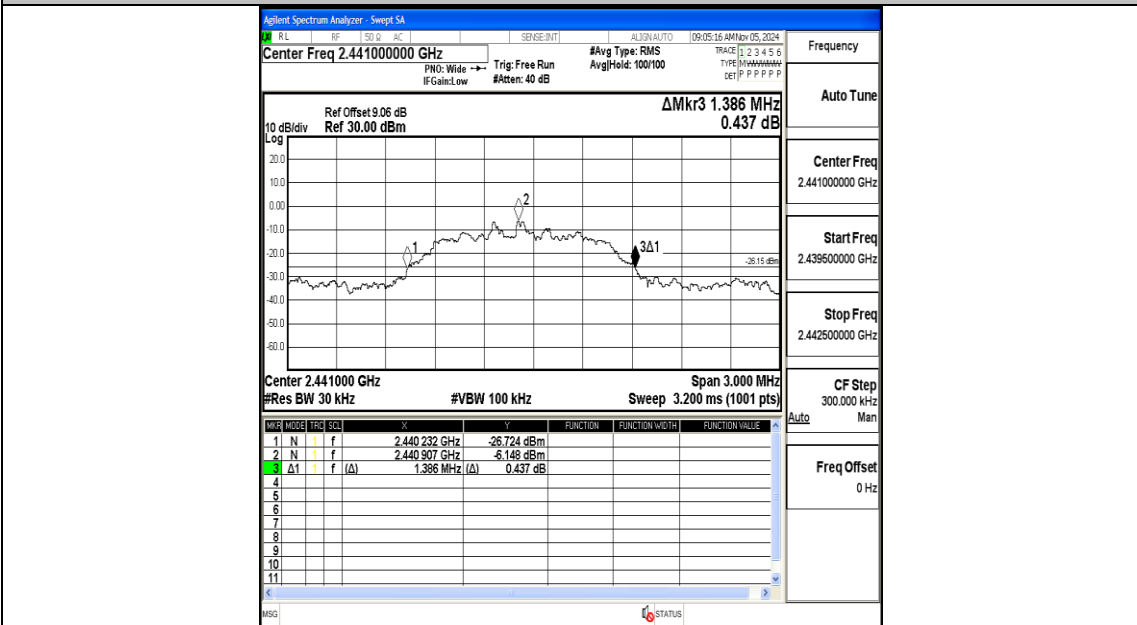 Agilent Spectrum Analyzer - Swept SA
RL RF 50 Ω AC SENSE:INT ALIGN AUTO 09:05:16 AM Nov 05, 2024
Center Freq 2.441000000 GHz
PNO: Wide
IFGain:Low
Trig: Free Run
#Atten: 40 dB
#Avg Type: RMS
Avg|Hold: 100/100
TRACE 1 2 3 4 5 6
TYPE M
DET P P P P P P
Ref Offset 9.06 dB
10 dB/div Ref 30.00 dBm
Log
ΔMkr3 1.386 MHz
0.437 dB
20.0
10.0
0.00
-10.0
-20.0
-30.0
-40.0
-50.0
-60.0
1
2
3Δ1
-26.15 dBm
Center 2.441000 GHz Span 3.000 MHz
#Res BW 30 kHz #VBW 100 kHz Sweep 3.200 ms (1001 pts)
MKR MODE TRC SCL X Y FUNCTION FUNCTION WIDTH FUNCTION VALUE
1 N 1 f 2.440 232 GHz -26.724 dBm
2 N 1 f 2.440 907 GHz -6.148 dBm
3 Δ1 1 f (Δ) 1.386 MHz (Δ) 0.437 dB
4
5
6
7
8
9
10
11
MSG STATUS
Frequency
Auto Tune
Center Freq
2.441000000 GHz
Start Freq
2.439500000 GHz
Stop Freq
2.442500000 GHz
CF Step
300.000 kHz
Auto Man
Freq Offset
0 Hz